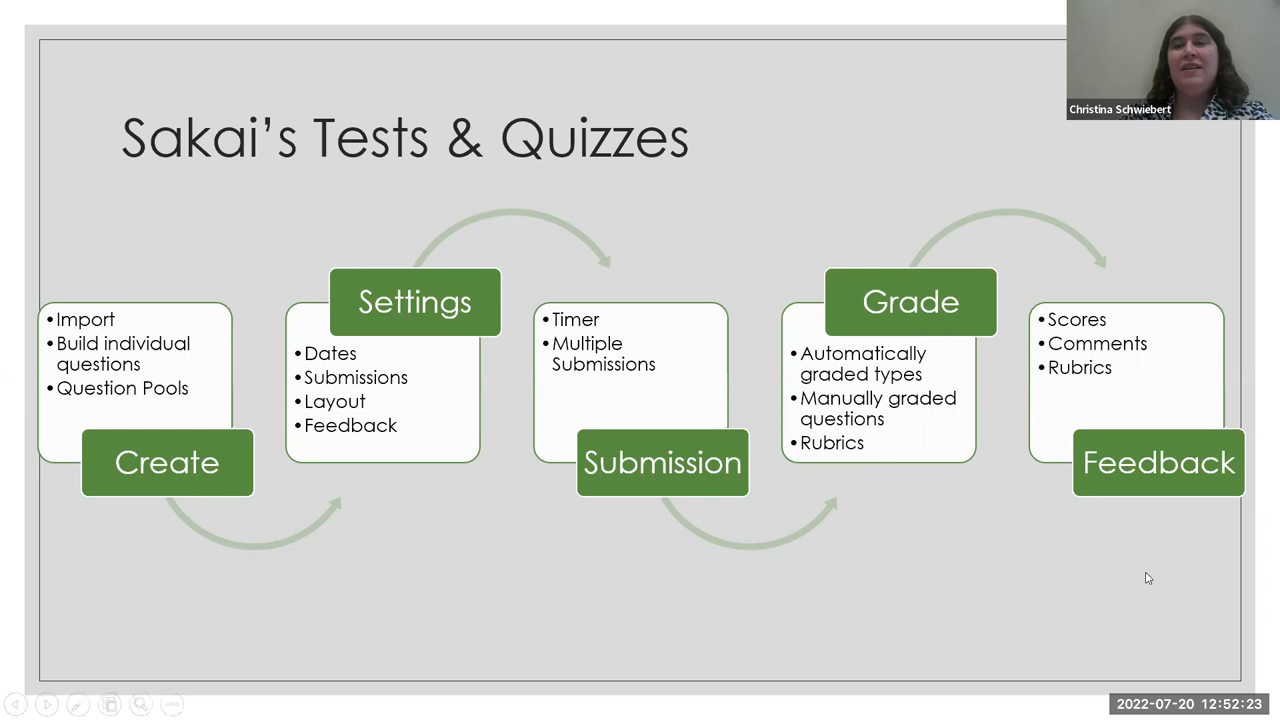 Christina Schwiebert
Sakai's Tests & Quizzes
• Import
• Build individual
questions
• Question Pools
Create
Settings
• Dates
• Submissions
• Layout
• Feedback
• Timer
• Multiple
Submissions
Submission
Grade
• Automatically
graded types
• Manually graded
questions
• Rubrics
• Scores
• Comments
• Rubrics
Feedback
2022-07-20 12:52:23